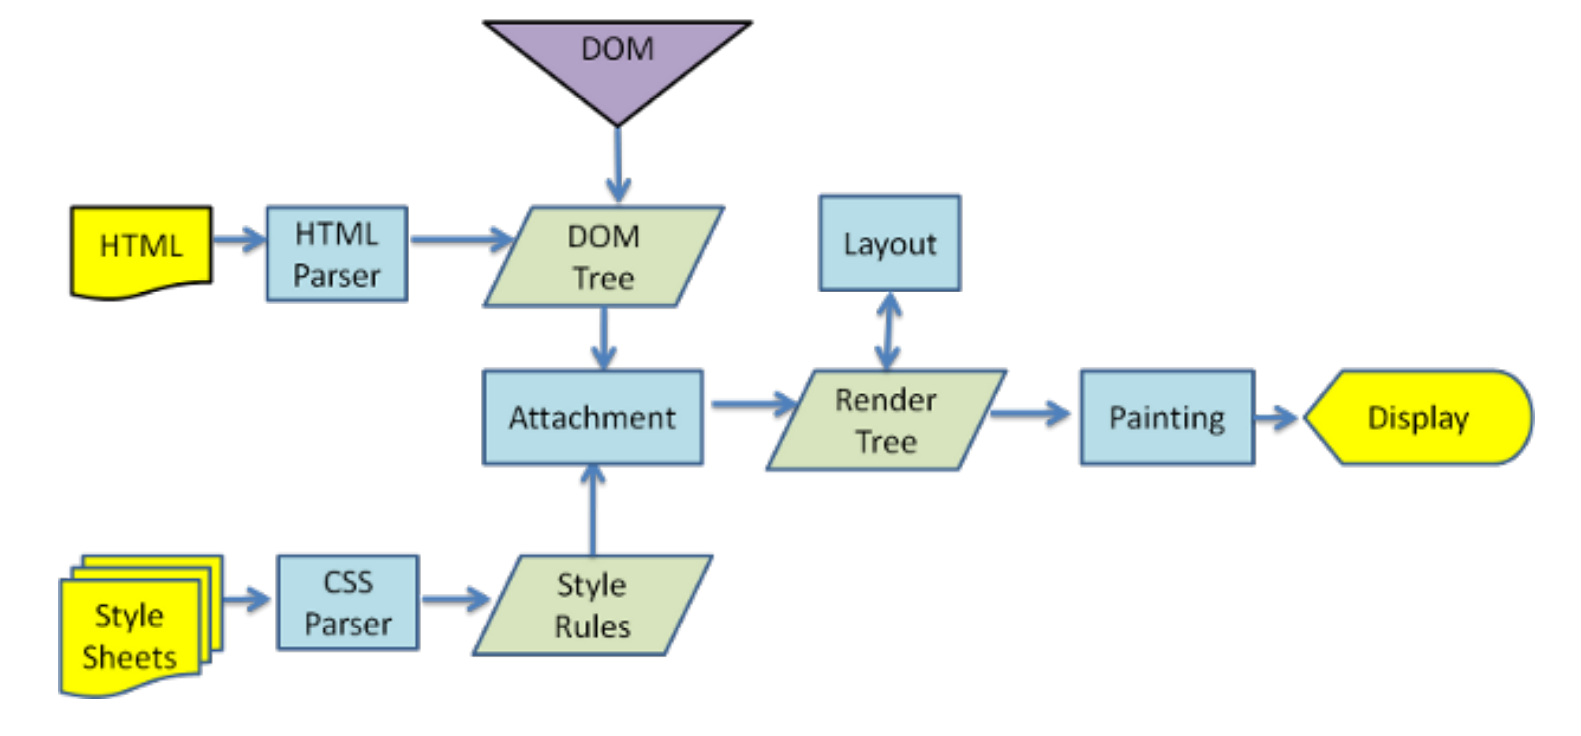 DOM
HTML
HTML
Parser
DOM
Tree
Layout
Attachment
Render
Tree
Painting
Display
Style
Sheets
CSS
Parser
Style
Rules